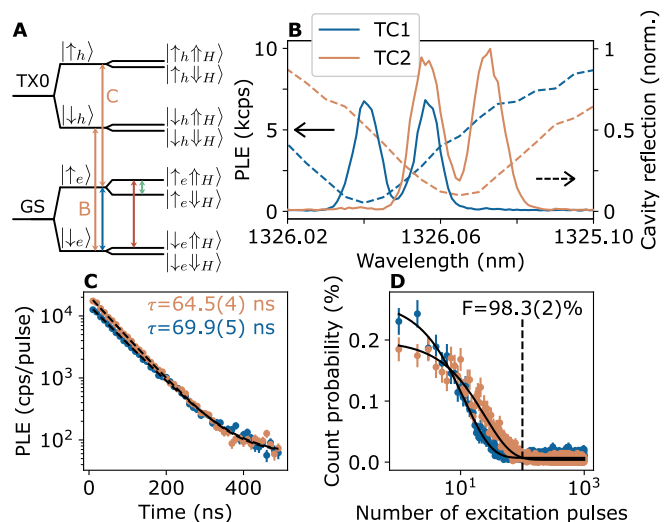 A
|↑h⟩
TX0
|↓h⟩
|↑h⇑H⟩
|↑h⇓H⟩
C
|↓h⇑H⟩
|↓h⇓H⟩
|↑e⟩
GS
|↓e⟩
B
|↑e⇑H⟩
|↑e⇓H⟩
|↓e⇑H⟩
|↓e⇓H⟩
B
TC1
TC2
PLE (kcps)
10
5
0
1
0.5
0
Cavity reflection (norm.)
1326.02
1326.06
1325.10
Wavelength (nm)
C
τ=64.5(4) ns
τ=69.9(5) ns
PLE (cps/pulse)
10⁴
10³
10²
0
200
400
Time (ns)
D
F=98.3(2)%
Count probability (%)
0.2
0.1
0.0
10¹
10³
Number of excitation pulses